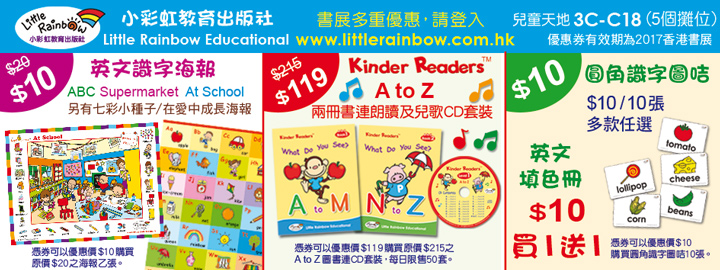 Little Rainbow
小彩虹教育出版社
小彩虹教育出版社
Little Rainbow Educational
書展多重優惠，請登入
www.littlerainbow.com.hk
兒童天地 3C-C18 (5個攤位)
優惠券有效期為2017香港書展
$20
$10
英文識字海報
ABC Supermarket At School
另有七彩小種子/在愛中成長海報
At School
憑券可以優惠價$10購買
原價$20之海報乙張。
$215
$119
Kinder Readers™
A to Z
兩冊書連朗讀及兒歌CD套裝
Kinder Readers
What Do You See?
A to M
Little Rainbow Educational
Kinder Readers
What Do You See?
N to Z
Little Rainbow Educational
Kinder Readers
A to Z
憑券可以優惠價$119購買原價$215之
A to Z圖書連CD套裝，每日限售50套。
$10
圓角識字圖咭
$10/10張
多款任選
英文
填色冊
$10
買1送1
tomato
lollipop
cheese
corn
beans
憑券可以優惠價$10
購買圓角識字圖咭10張。